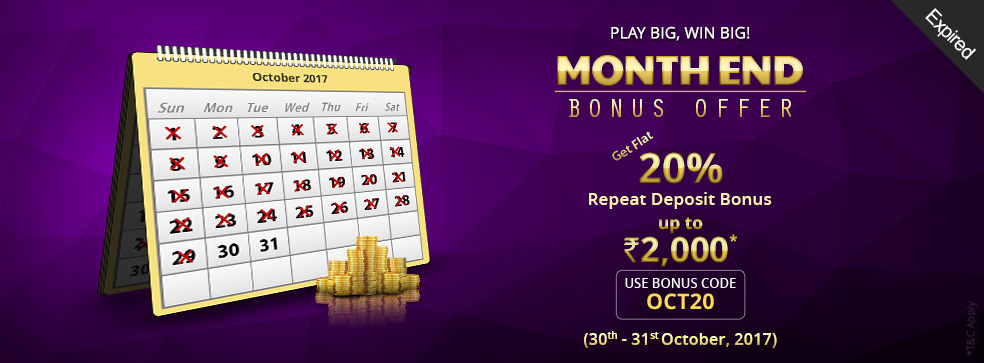 October 2017
Sun Mon Tue Wed Thu Fri Sat
1 2 3 4 5 6 7
8 9 10 11 12 13 14
15 16 17 18 19 20 21
22 23 24 25 26 27 28
29 30 31
30
PLAY BIG, WIN BIG!
MONTH END
BONUS OFFER
Get Flat
20%
Repeat Deposit Bonus
up to
₹2,000*
USE BONUS CODE
OCT20
(30th - 31st October, 2017)
Expired
*T&C Apply